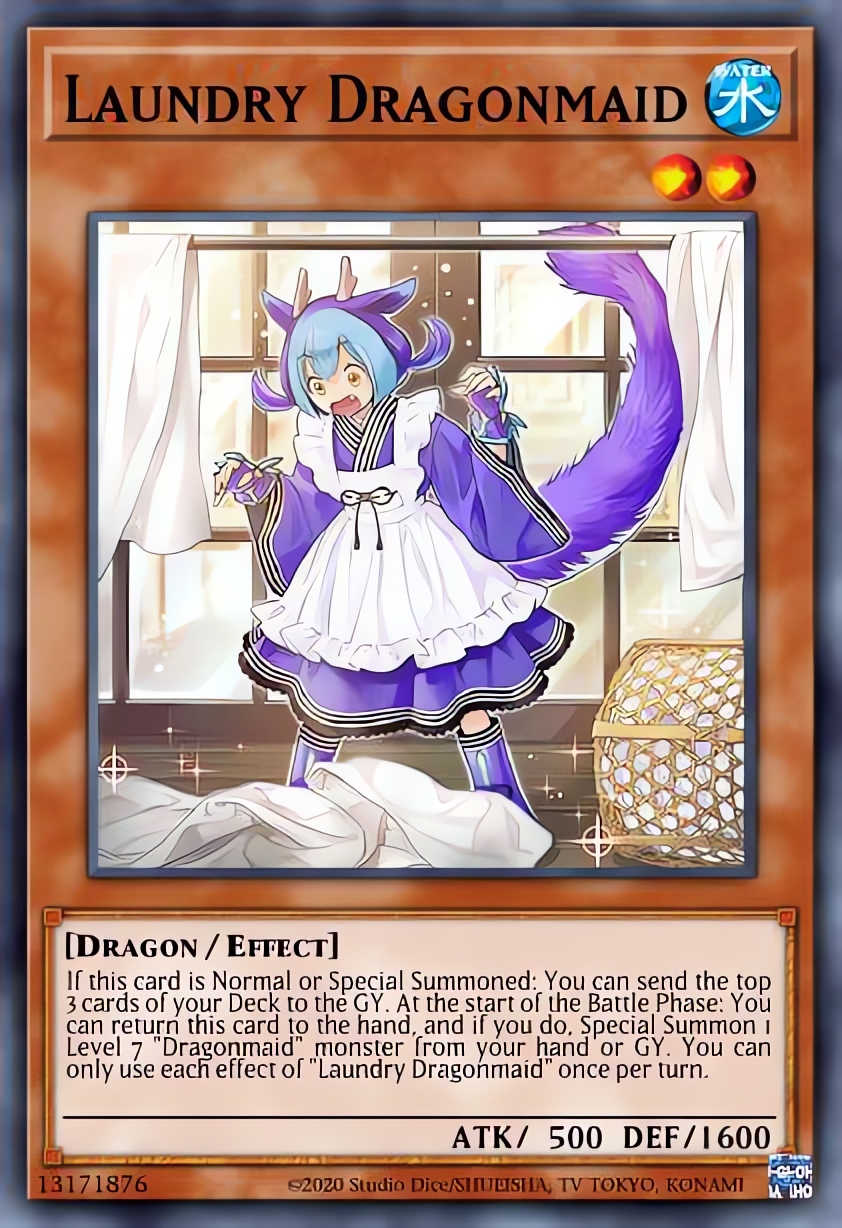 Laundry Dragonmaid
WATER
水
[Dragon / Effect]
If this card is Normal or Special Summoned: You can send the top
3 cards of your Deck to the GY. At the start of the Battle Phase: You
can return this card to the hand, and if you do, Special Summon 1
Level 7 "Dragonmaid" monster from your hand or GY. You can
only use each effect of "Laundry Dragonmaid" once per turn.
ATK/ 500 DEF/1600
13171876
©2020 Studio Dice/SHUEISHA, TV TOKYO, KONAMI